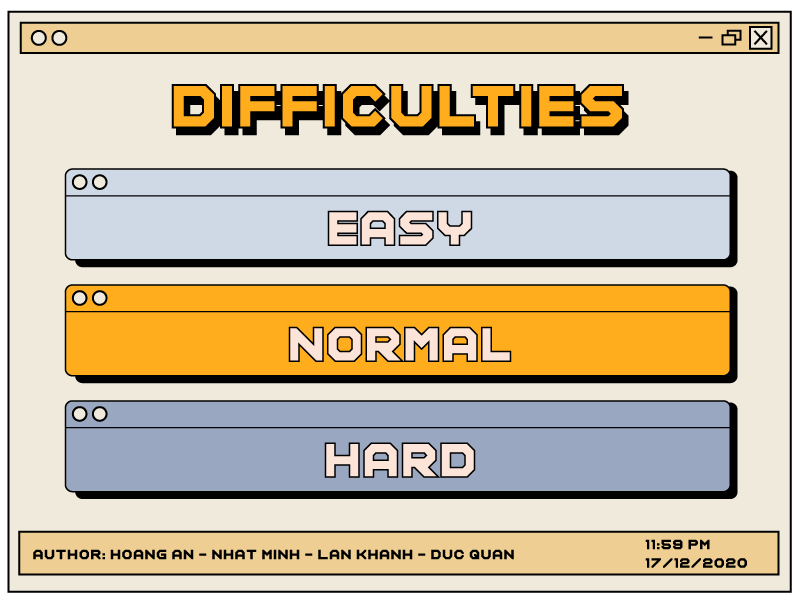 DIFFICULTIES
EASY
NORMAL
HARD
AUTHOR: HOANG AN - NHAT MINH - LAN KHANH - DUC QUAN
11:59 PM
17/12/2020